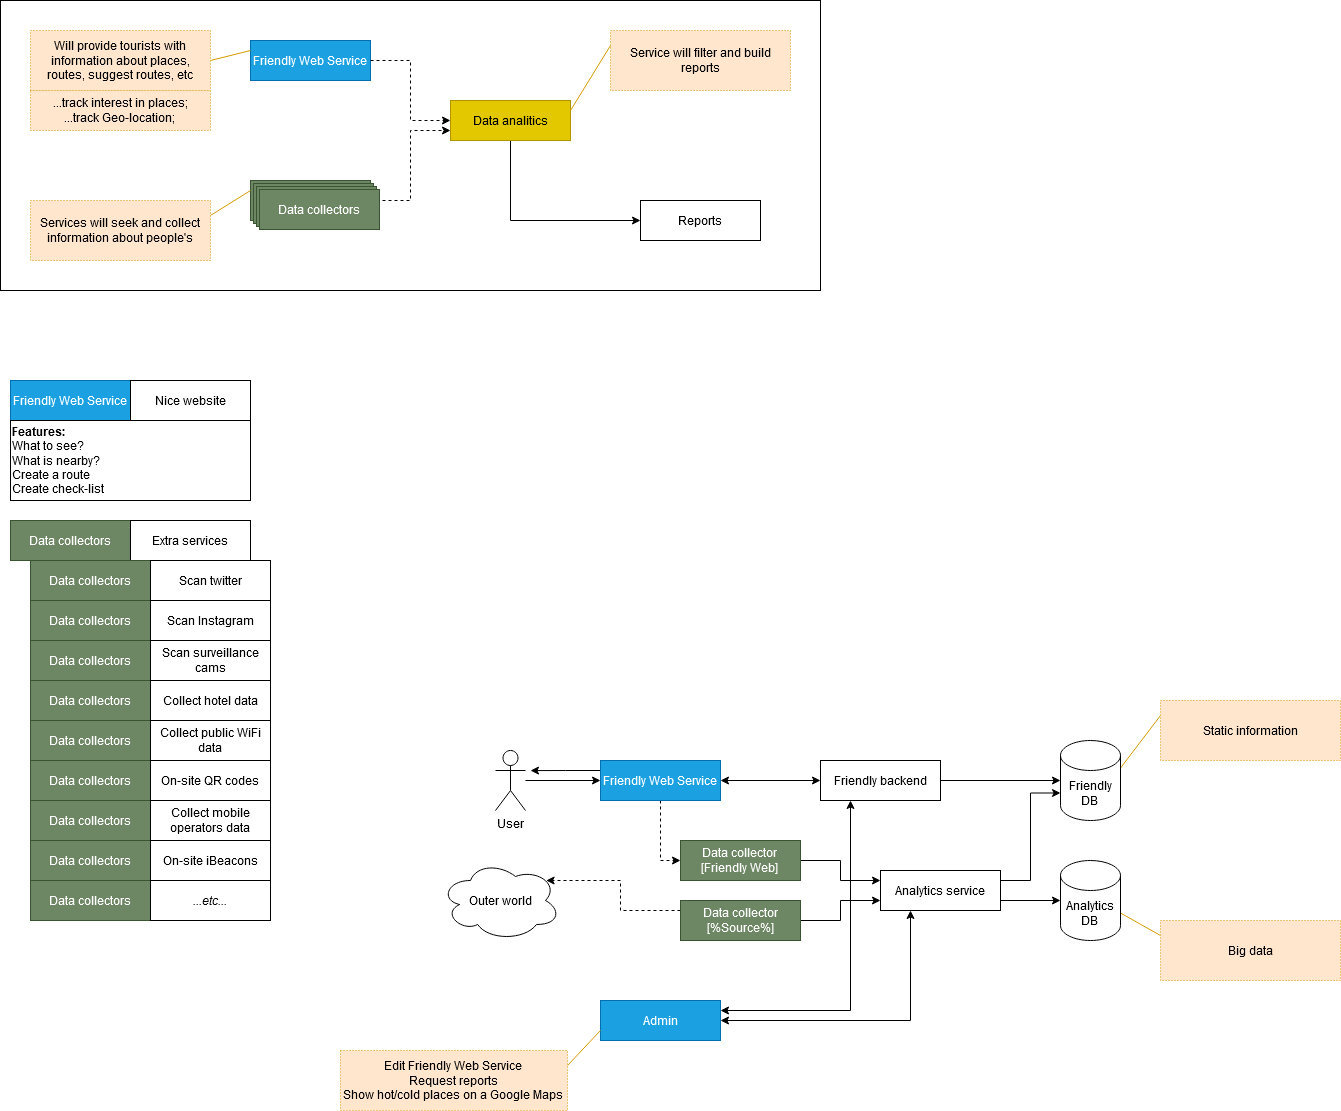 Will provide tourists with
information about places,
routes, suggest routes, etc
...track interest in places;
...track Geo-location;
Friendly Web Service
Service will filter and build
reports
Data analitics
Services will seek and collect
information about people's
Data collectors
Reports
Friendly Web Service
Nice website
Features:
What to see?
What is nearby?
Create a route
Create check-list
Data collectors
Extra services
Data collectors
Scan twitter
Data collectors
Scan Instagram
Data collectors
Scan surveillance
cams
Data collectors
Collect hotel data
Data collectors
Collect public WiFi
data
Data collectors
On-site QR codes
Data collectors
Collect mobile
operators data
Data collectors
On-site iBeacons
Data collectors
...etc...
User
Friendly Web Service
Friendly backend
Friendly
DB
Static information
Data collector
[Friendly Web]
Outer world
Data collector
[%Source%]
Analytics service
Analytics
DB
Big data
Admin
Edit Friendly Web Service
Request reports
Show hot/cold places on a Google Maps